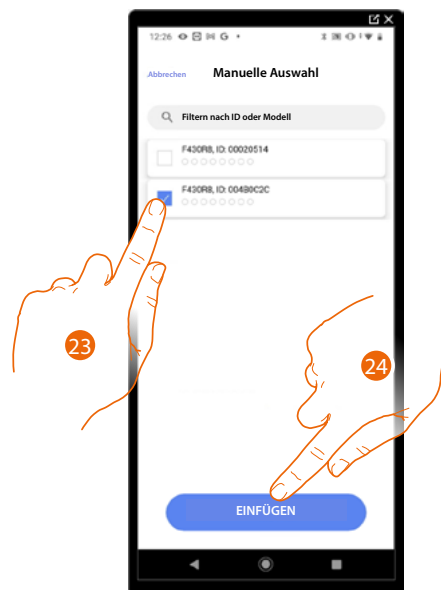 12:26
Abbrechen Manuelle Auswahl
Filtern nach ID oder Modell
F430R8, ID: 00020514
F430R8, ID: 004B0C2C
23
24
EINFÜGEN